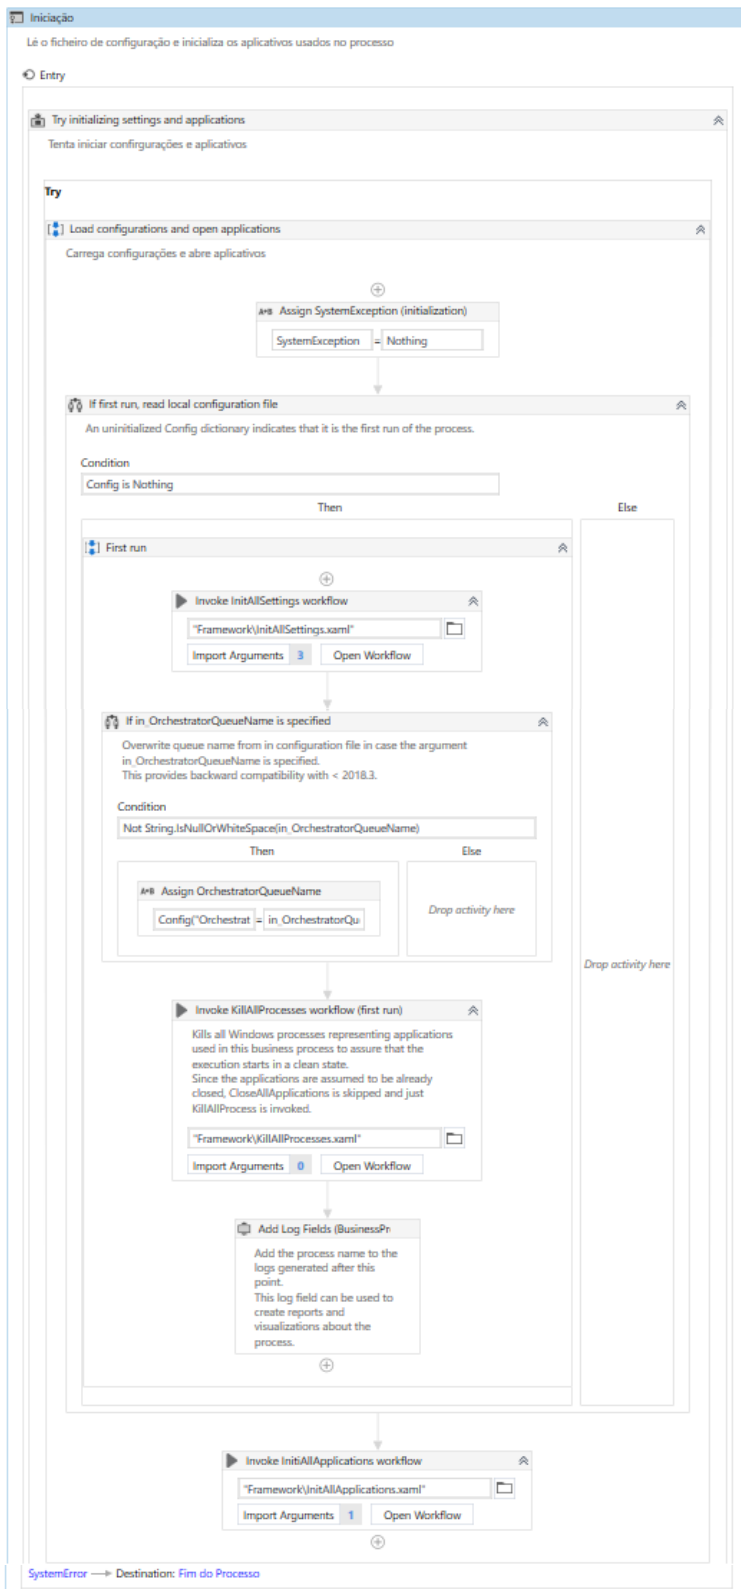 Iniciação
Lê o ficheiro de configuração e inicializa os aplicativos usados no processo
Entry
Try initializing settings and applications
Tenta iniciar confirgurações e aplicativos
Try
Load configurations and open applications
Carrega configurações e abre aplicativos
A+B Assign SystemException (initialization)
SystemException = Nothing
If first run, read local configuration file
An uninitialized Config dictionary indicates that it is the first run of the process.
Condition
Config is Nothing
Then Else
First run
Invoke InitAllSettings workflow
"Framework\InitAllSettings.xaml"
Import Arguments 3 Open Workflow
If in_OrchestratorQueueName is specified
Overwrite queue name from in configuration file in case the argument
in_OrchestratorQueueName is specified.
This provides backward compatibility with < 2018.3.
Condition
Not String.IsNullOrWhiteSpace(in_OrchestratorQueueName)
Then Else
A+B Assign OrchestratorQueueName
Config("Orchestrat = in_OrchestratorQu
Drop activity here
Drop activity here
Invoke KillAllProcesses workflow (first run)
Kills all Windows processes representing applications
used in this business process to assure that the
execution starts in a clean state.
Since the applications are assumed to be already
closed, CloseAllApplications is skipped and just
KillAllProcess is invoked.
"Framework\KillAllProcesses.xaml"
Import Arguments 0 Open Workflow
Add Log Fields (BusinessPr
Add the process name to the
logs generated after this
point.
This log field can be used to
create reports and
visualizations about the
process.
Invoke InitiAllApplications workflow
"Framework\InitAllApplications.xaml"
Import Arguments 1 Open Workflow
SystemError Destination: Fim do Processo